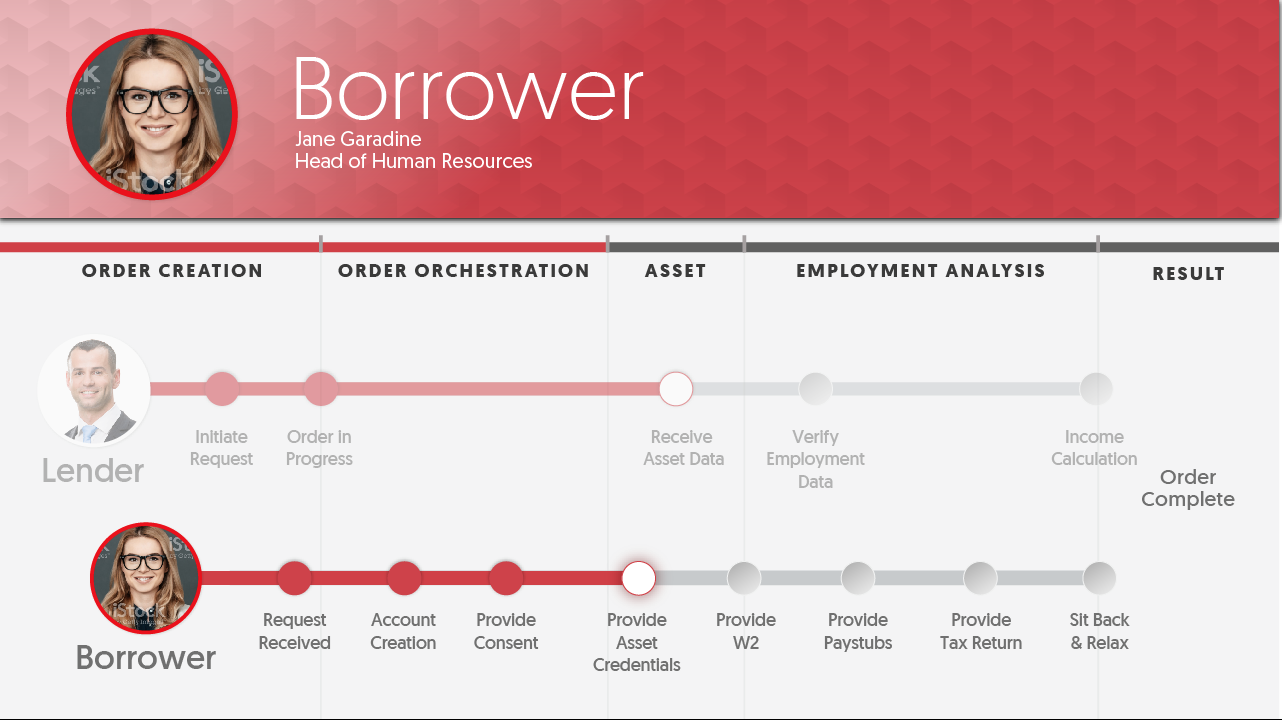 Borrower
Jane Garadine
Head of Human Resources
iStock
ORDER CREATION
ORDER ORCHESTRATION
ASSET
EMPLOYMENT ANALYSIS
RESULT
Initiate
Request
Order in
Progress
Receive
Asset Data
Verify
Employment
Data
Income
Calculation
Lender
Order
Complete
iStock
Request
Received
Account
Creation
Provide
Consent
Provide
Asset
Credentials
Provide
W2
Provide
Paystubs
Provide
Tax Return
Sit Back
& Relax
Borrower